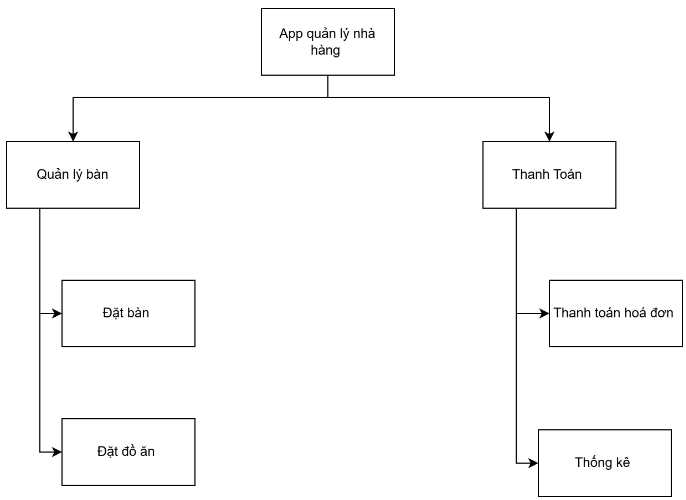 App quản lý nhà
hàng
Quản lý bàn
Thanh Toán
Đặt bàn
Thanh toán hoá đơn
Đặt đồ ăn
Thống kê